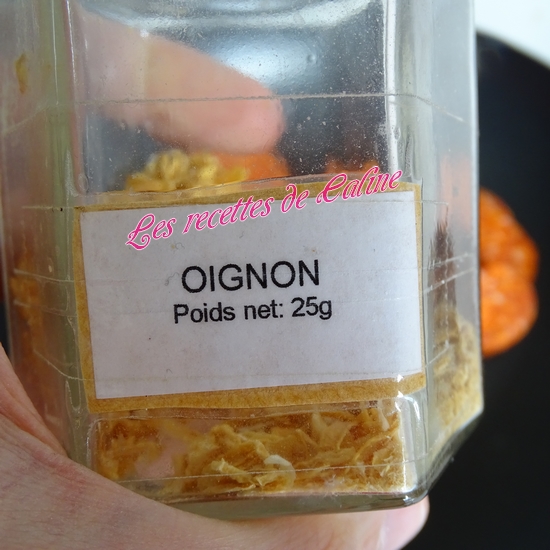 Les recettes de Caline
OIGNON
Poids net: 25g